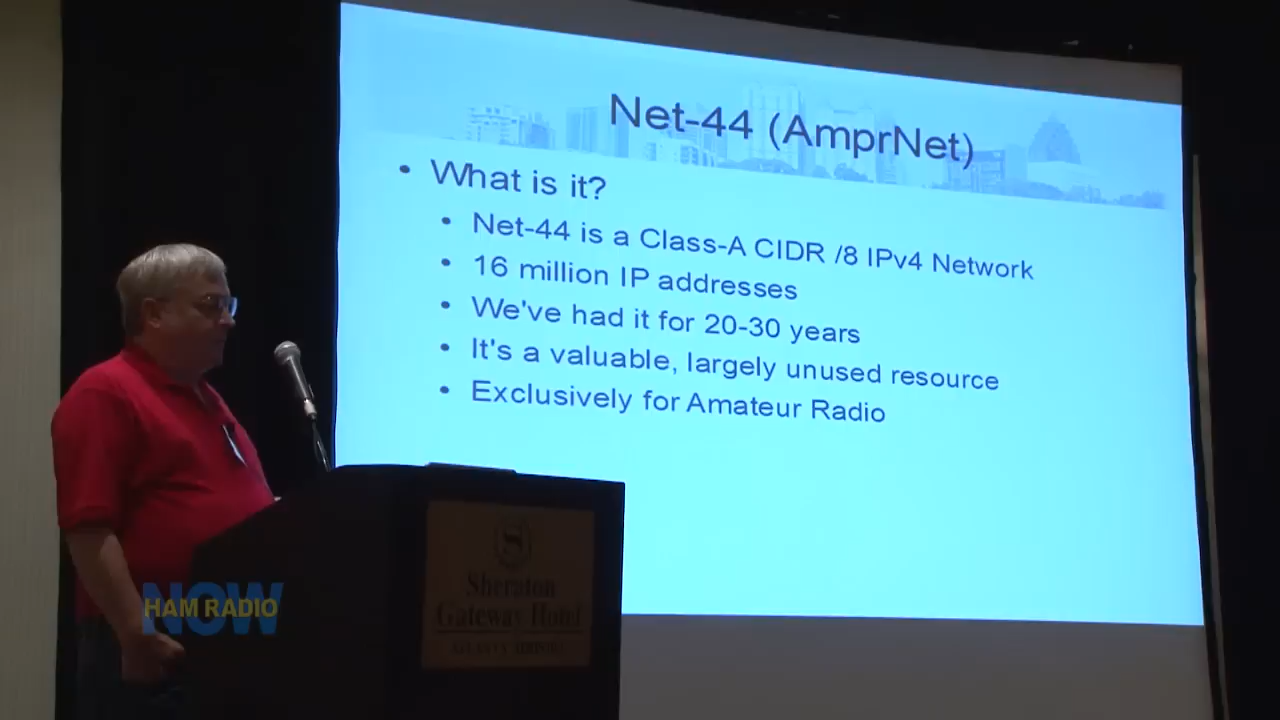 Net-44 (AmprNet)
• What is it?
• Net-44 is a Class-A CIDR /8 IPv4 Network
• 16 million IP addresses
• We've had it for 20-30 years
• It's a valuable, largely unused resource
• Exclusively for Amateur Radio
S
Sheraton
Gateway Hotel
ATLANTA AIRPORT
NOW
HAM RADIO